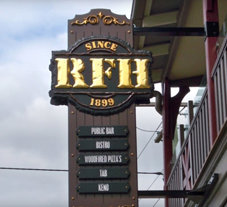 SINCE
RFH
1899
PUBLIC BAR
BISTRO
WOODFIRED PIZZA'S
TAB
KENO